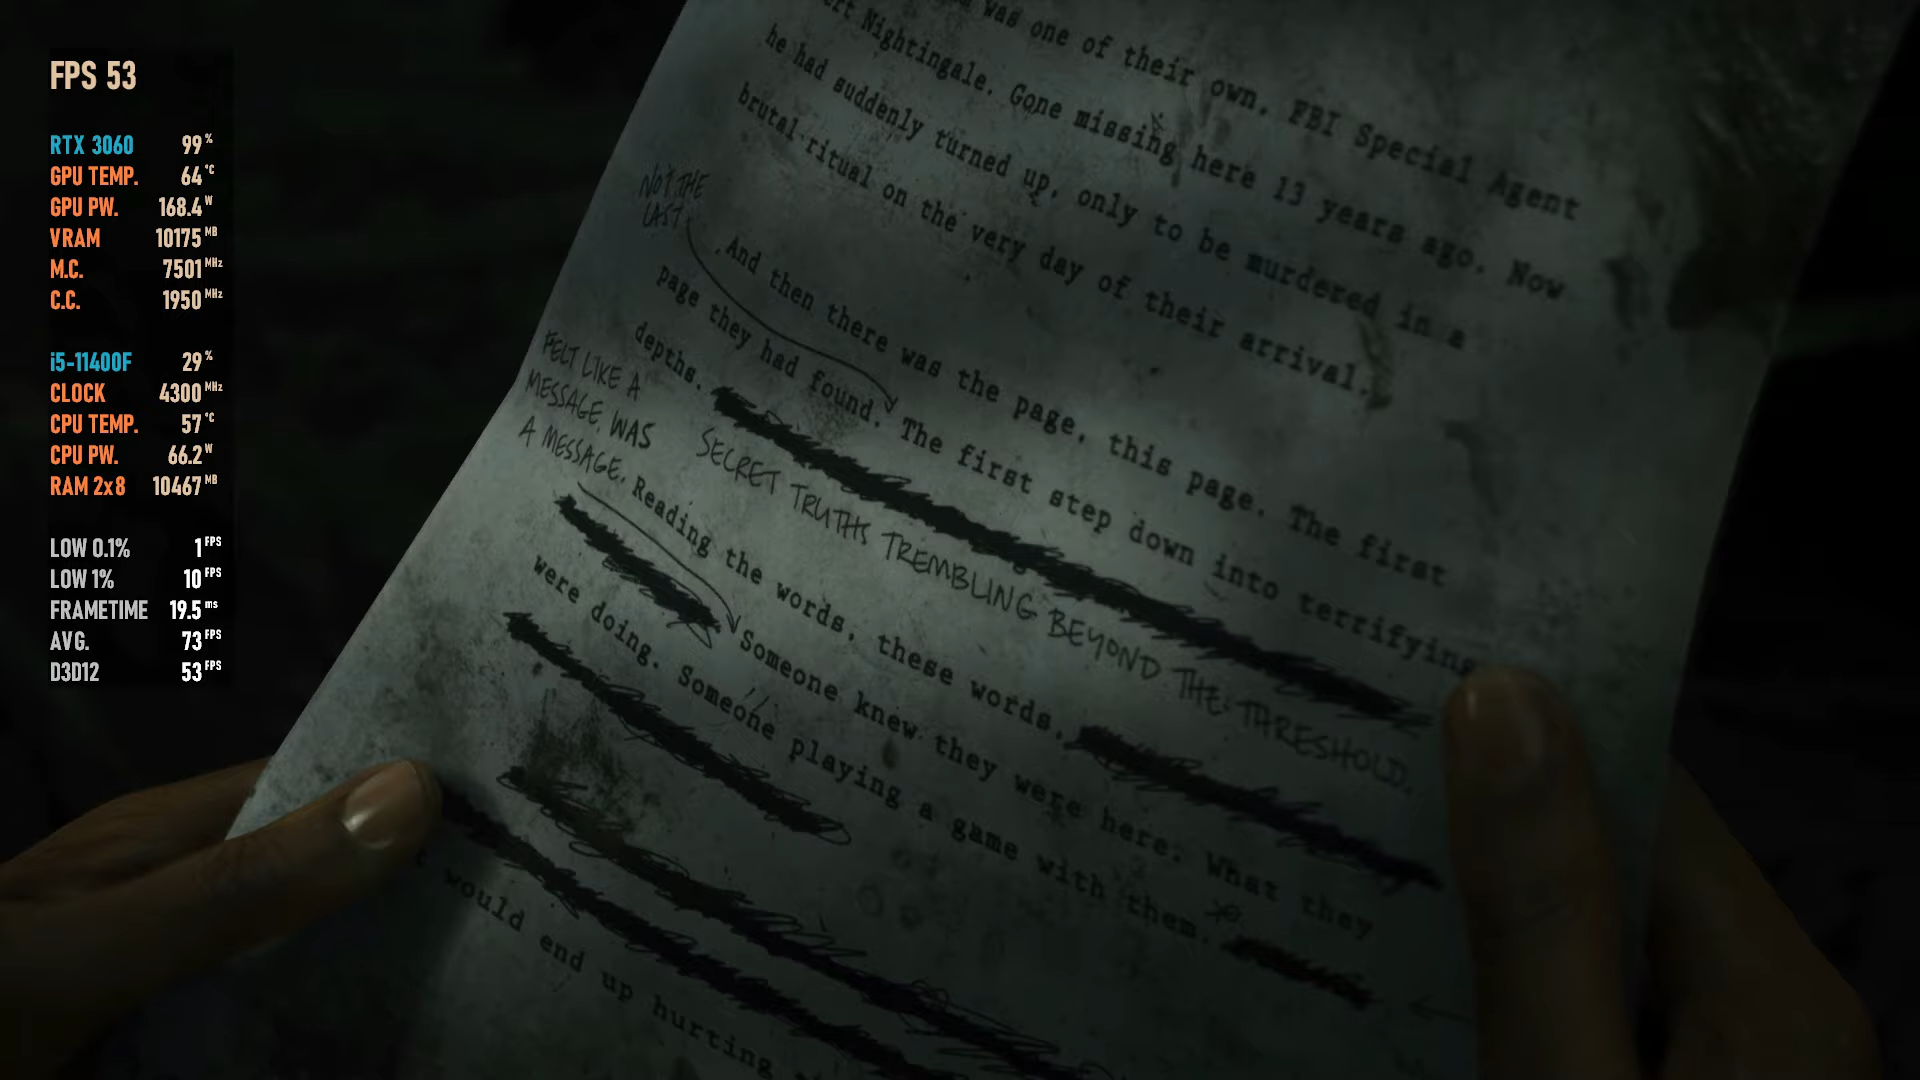 FPS 53
RTX 3060 99 %
GPU TEMP. 64 °C
GPU PW. 168.4 W
VRAM 10175 MB
M.C. 7501 MHz
C.C. 1950 MHz
i5-11400F 29 %
CLOCK 4300 MHz
CPU TEMP. 57 °C
CPU PW. 66.2 W
RAM 2x8 10467 MB
LOW 0.1% 1 FPS
LOW 1% 10 FPS
FRAMETIME 19.5 ms
AVG. 73 FPS
D3D12 53 FPS
was one of their own. FBI Special Agent
Nightingale. Gone missing here 13 years ago. Now
he had suddenly turned up, only to be murdered in a
brutal ritual on the very day of their arrival.
NOT THE
LAST
And then there was the page, this page. The first
page they had found. The first step down into terrifying
depths.
SECRET TRUTHS TREMBLING BEYOND THE THRESHOLD.
FELT LIKE A
MESSAGE, WAS
A MESSAGE.
Reading the words, these words,
Someone knew they were here. What they
were doing. Someone playing a game with them.
would end up hurting